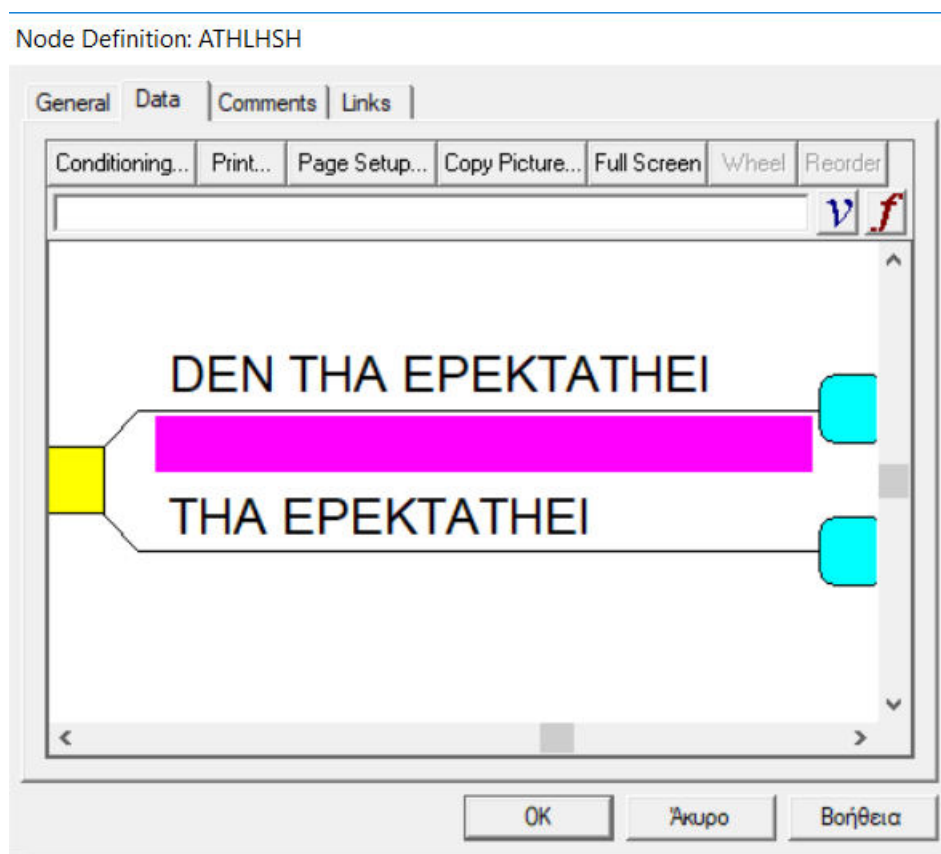 Node Definition: ATHLHSH
General Data Comments Links
Conditioning... Print... Page Setup... Copy Picture... Full Screen Wheel Reorder
v f
DEN THA EPEKTATHEI
THA EPEKTATHEI
OK Άκυρο Βοήθεια